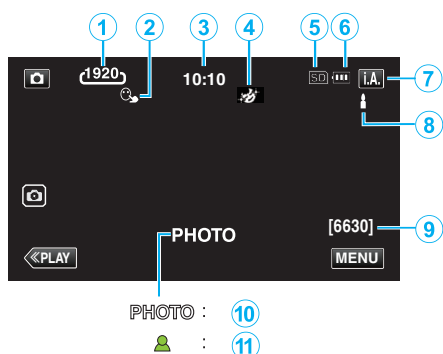 1 2 3 4 5 6
1920 10:10 SD i.A. 7
8
[6630] 9
PHOTO
≪PLAY MENU
PHOTO : 10
: 11